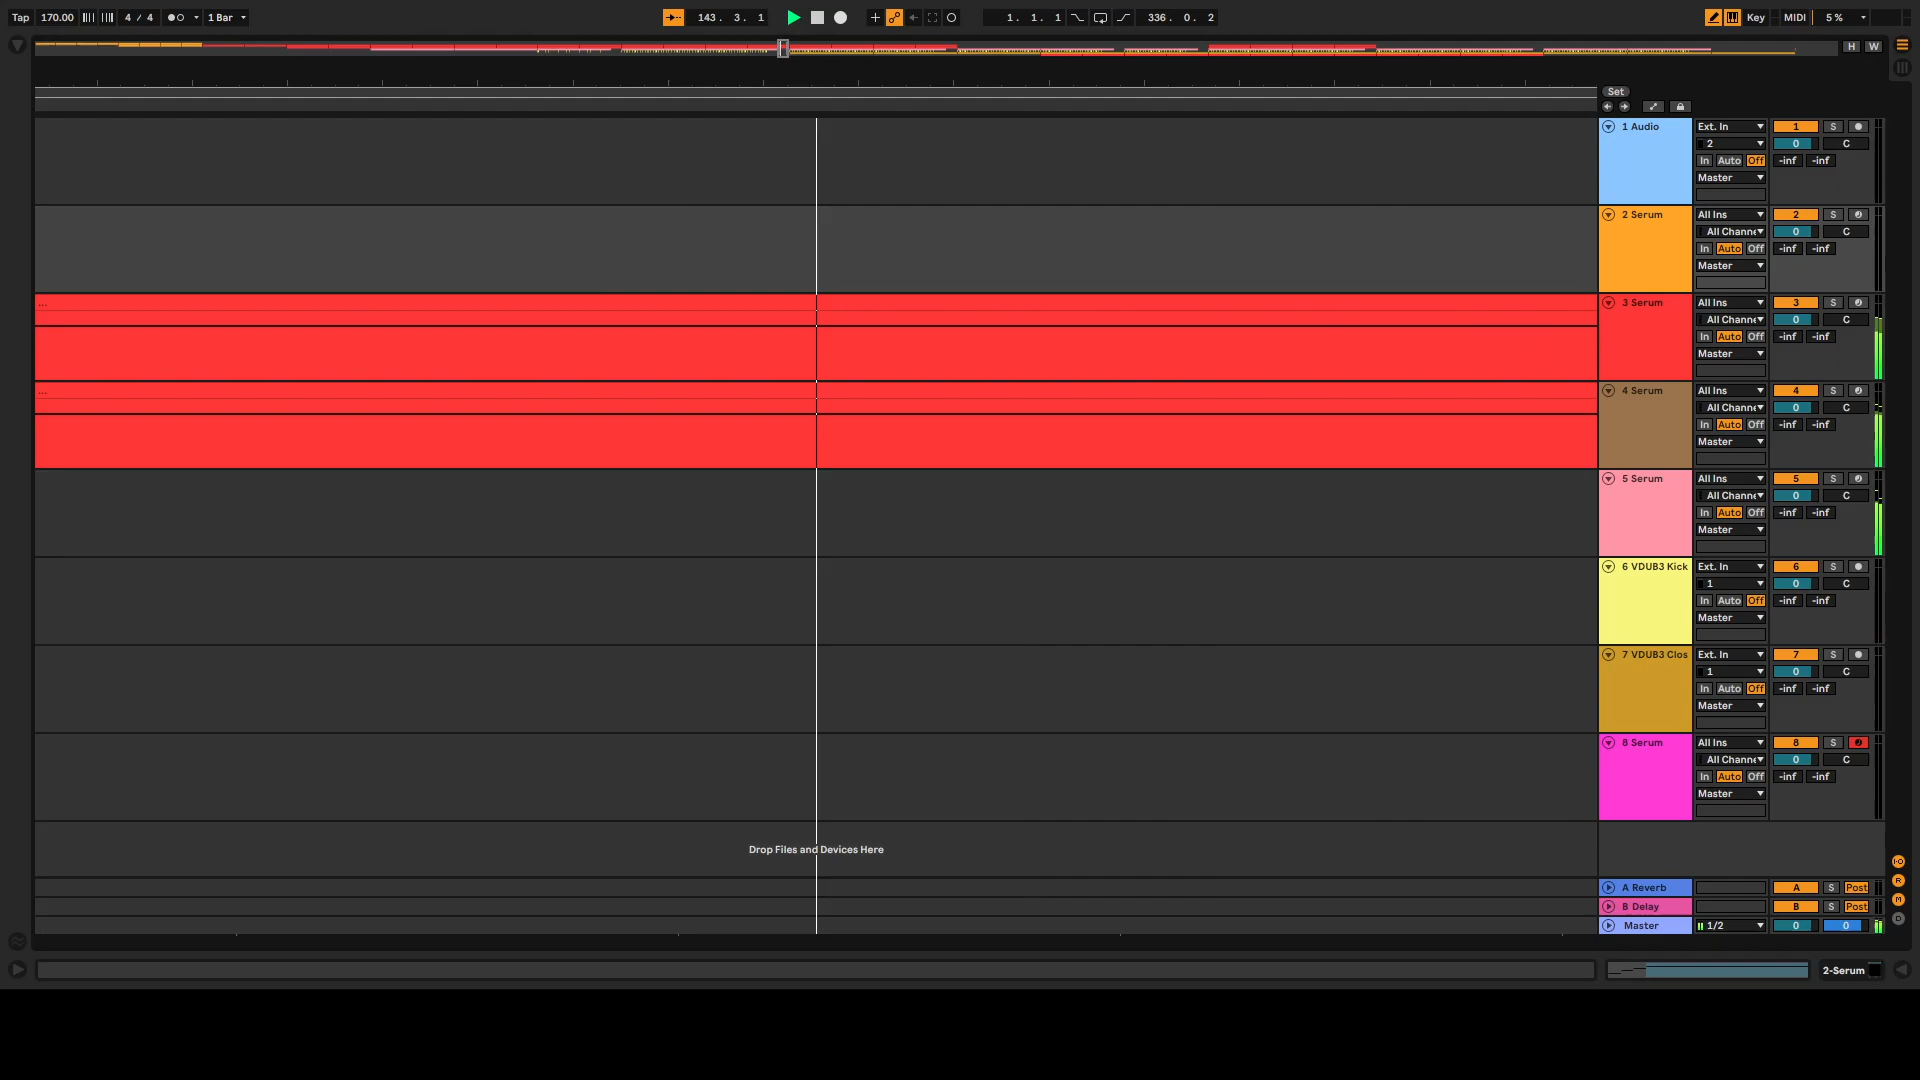 Tap 170.00 4 / 4 1 Bar 143. 3. 1 1. 1. 1 336. 0. 2 Key MIDI 5 %
H W
Set
1 Audio Ext. In 1 S
2 0 C
In Auto Off -inf -inf
Master
2 Serum All Ins 2 S
All Channe 0 C
In Auto Off -inf -inf
Master
... 3 Serum All Ins 3 S
All Channe 0 C
In Auto Off -inf -inf
Master
... 4 Serum All Ins 4 S
All Channe 0 C
In Auto Off -inf -inf
Master
5 Serum All Ins 5 S
All Channe 0 C
In Auto Off -inf -inf
Master
6 VDUB3 Kick Ext. In 6 S
1 0 C
In Auto Off -inf -inf
Master
7 VDUB3 Clos Ext. In 7 S
1 0 C
In Auto Off -inf -inf
Master
8 Serum All Ins 8 S
All Channe 0 C
In Auto Off -inf -inf
Master
Drop Files and Devices Here
I·O
A Reverb A S Post R
B Delay B S Post M
D
Master 1/2 0 0
2-Serum